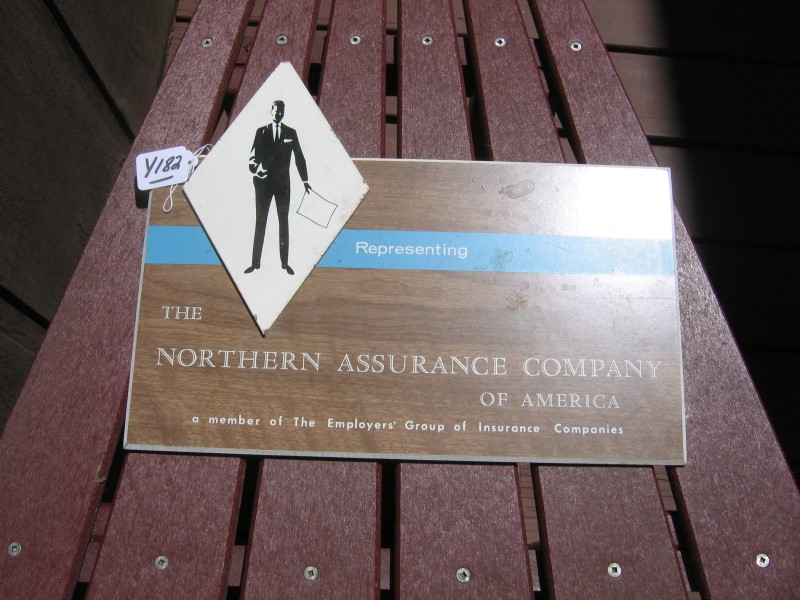 Y182
Representing
THE
NORTHERN ASSURANCE COMPANY
OF AMERICA
a member of The Employers' Group of Insurance Companies